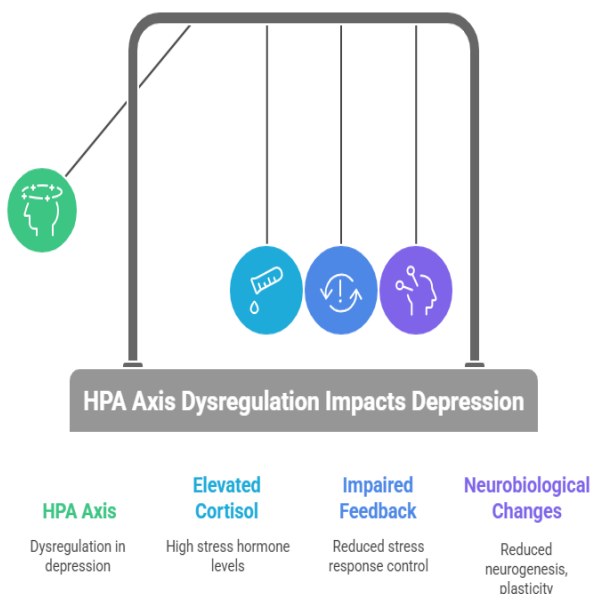 HPA Axis Dysregulation Impacts Depression
HPA Axis
Dysregulation in
depression
Elevated
Cortisol
High stress hormone
levels
Impaired
Feedback
Reduced stress
response control
Neurobiological
Changes
Reduced
neurogenesis,
plasticity